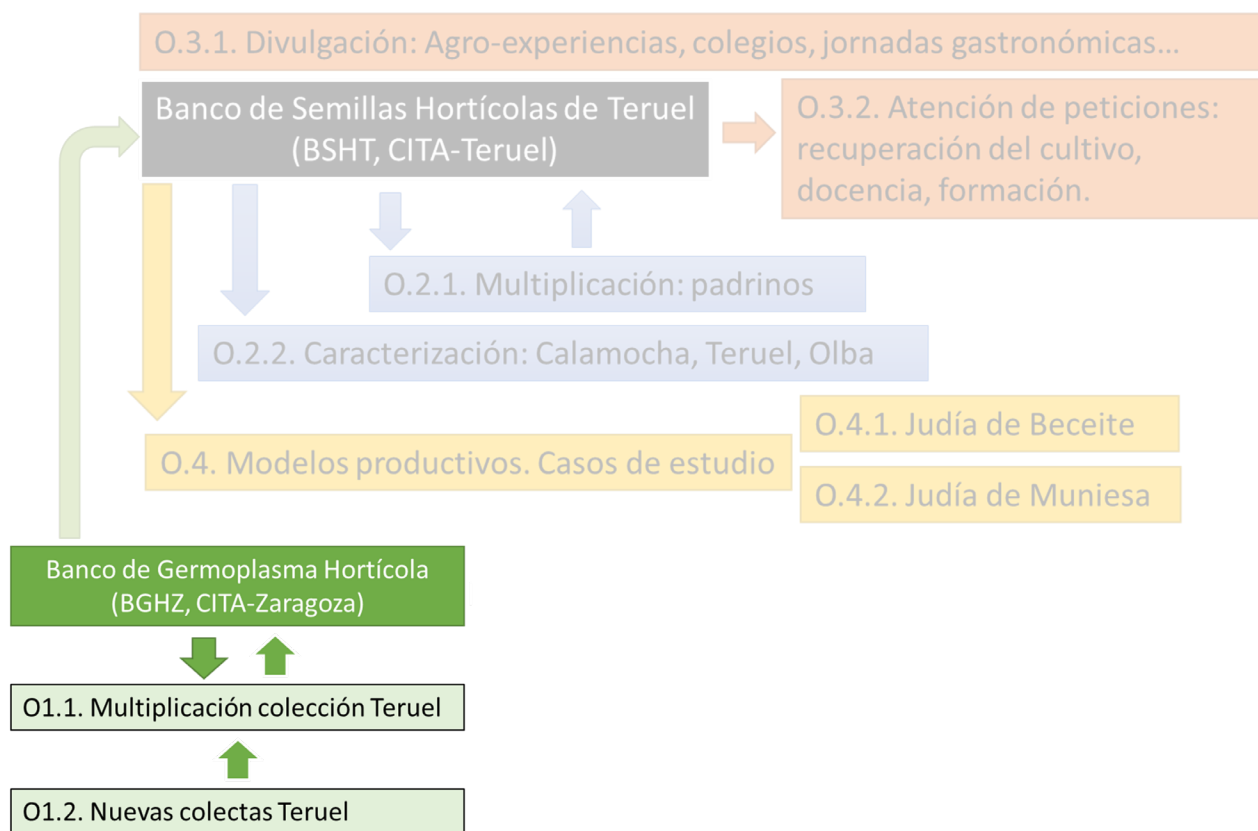 O.3.1. Divulgación: Agro-experiencias, colegios, jornadas gastronómicas…
Banco de Semillas Hortícolas de Teruel
(BSHT, CITA-Teruel)
O.3.2. Atención de peticiones:
recuperación del cultivo,
docencia, formación.
O.2.1. Multiplicación: padrinos
O.2.2. Caracterización: Calamocha, Teruel, Olba
O.4.1. Judía de Beceite
O.4. Modelos productivos. Casos de estudio
O.4.2. Judía de Muniesa
Banco de Germoplasma Hortícola
(BGHZ, CITA-Zaragoza)
O1.1. Multiplicación colección Teruel
O1.2. Nuevas colectas Teruel